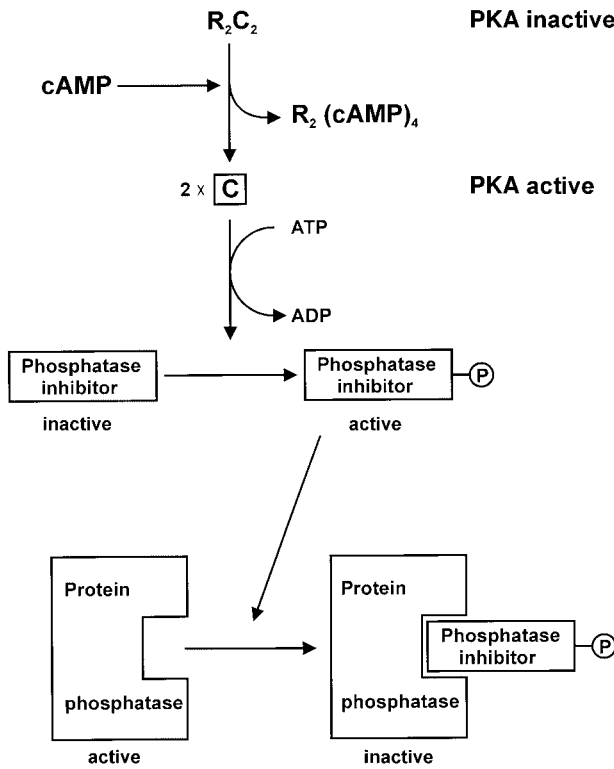 R₂C₂ PKA inactive
cAMP
R₂ (cAMP)₄
2 × C PKA active
ATP
ADP
Phosphatase
inhibitor
inactive
Phosphatase
inhibitor
P
active
Protein
phosphatase
active
Protein
phosphatase
Phosphatase
inhibitor
P
inactive